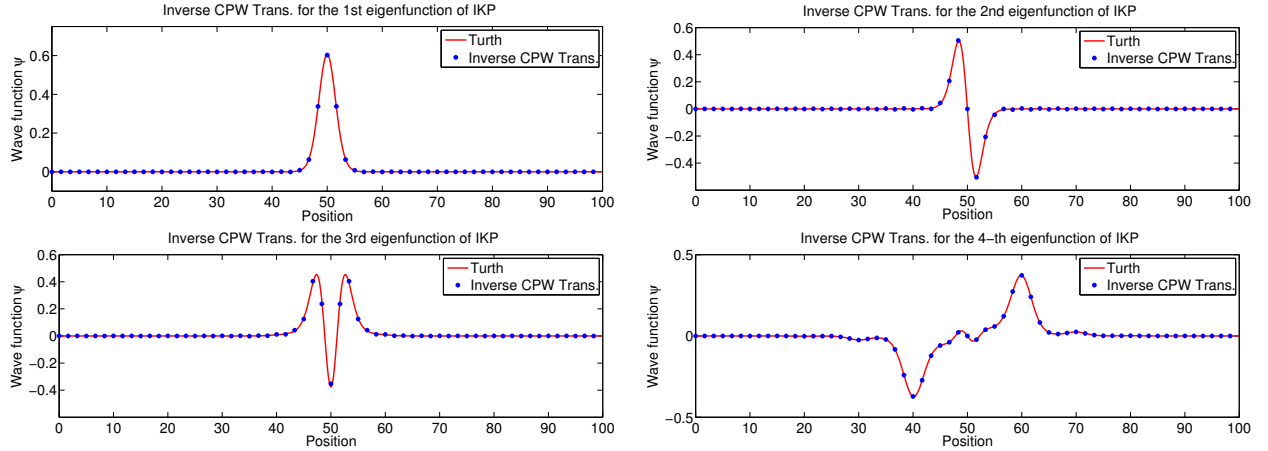 Inverse CPW Trans. for the 1st eigenfunction of IKP
Wave function ψ
0.6
0.4
0.2
0
Turth
Inverse CPW Trans.
0 10 20 30 40 50 60 70 80 90 100
Position
Inverse CPW Trans. for the 2nd eigenfunction of IKP
Wave function ψ
0.6
0.4
0.2
0
−0.2
−0.4
Turth
Inverse CPW Trans.
0 10 20 30 40 50 60 70 80 90 100
Position
Inverse CPW Trans. for the 3rd eigenfunction of IKP
Wave function ψ
0.6
0.4
0.2
0
−0.2
−0.4
Turth
Inverse CPW Trans.
0 10 20 30 40 50 60 70 80 90 100
Position
Inverse CPW Trans. for the 4−th eigenfunction of IKP
Wave function ψ
0.5
0
−0.5
Turth
Inverse CPW Trans.
0 10 20 30 40 50 60 70 80 90 100
Position